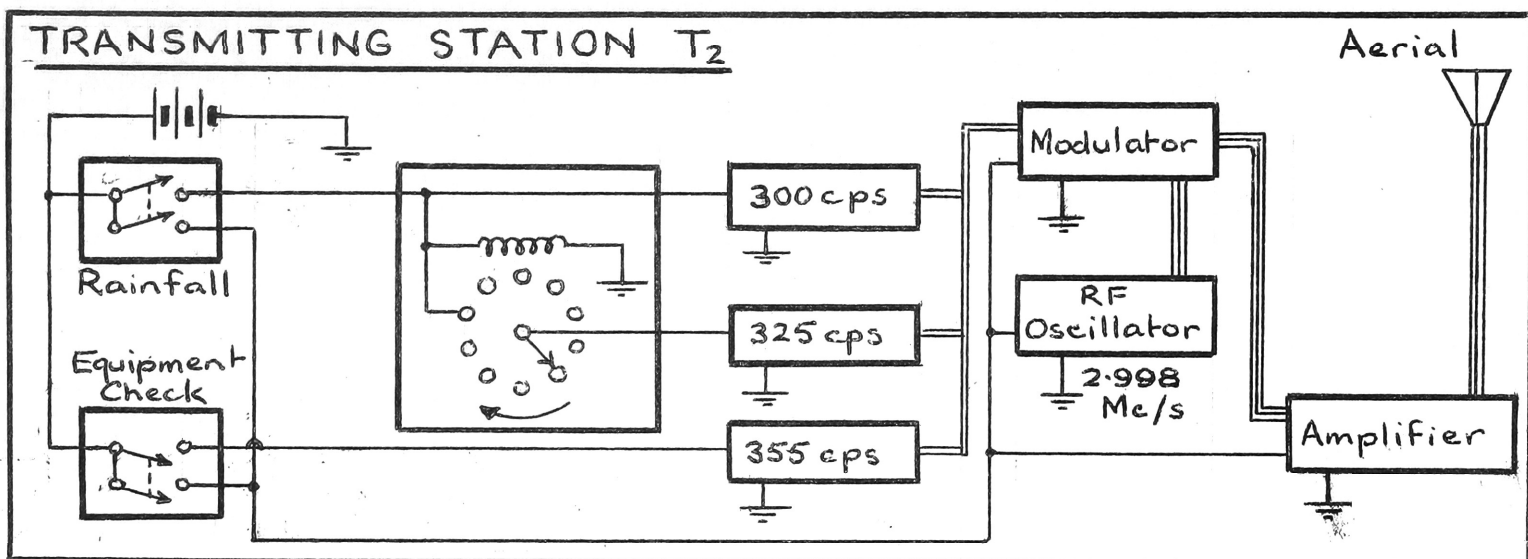 TRANSMITTING STATION T₂
Aerial
Modulator
300 cps
Rainfall
RF
Oscillator
325 cps
2·998
Mc/s
Equipment
Check
Amplifier
355 cps